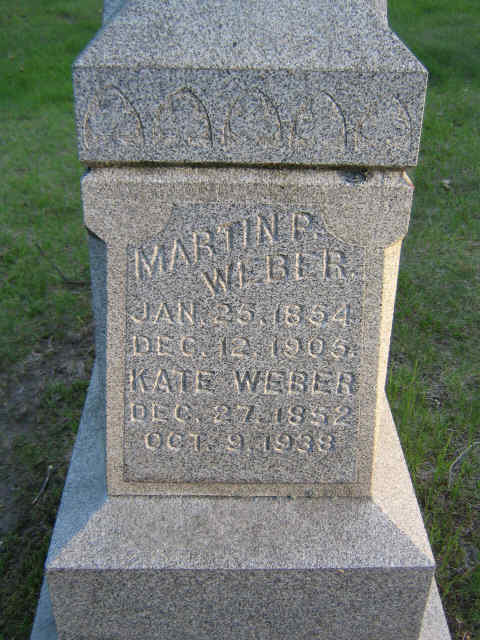 MARTIN P.
WEBER.
JAN. 25. 1854
DEC. 12. 1905.
KATE WEBER
DEC. 27. 1852
OCT. 9. 1938